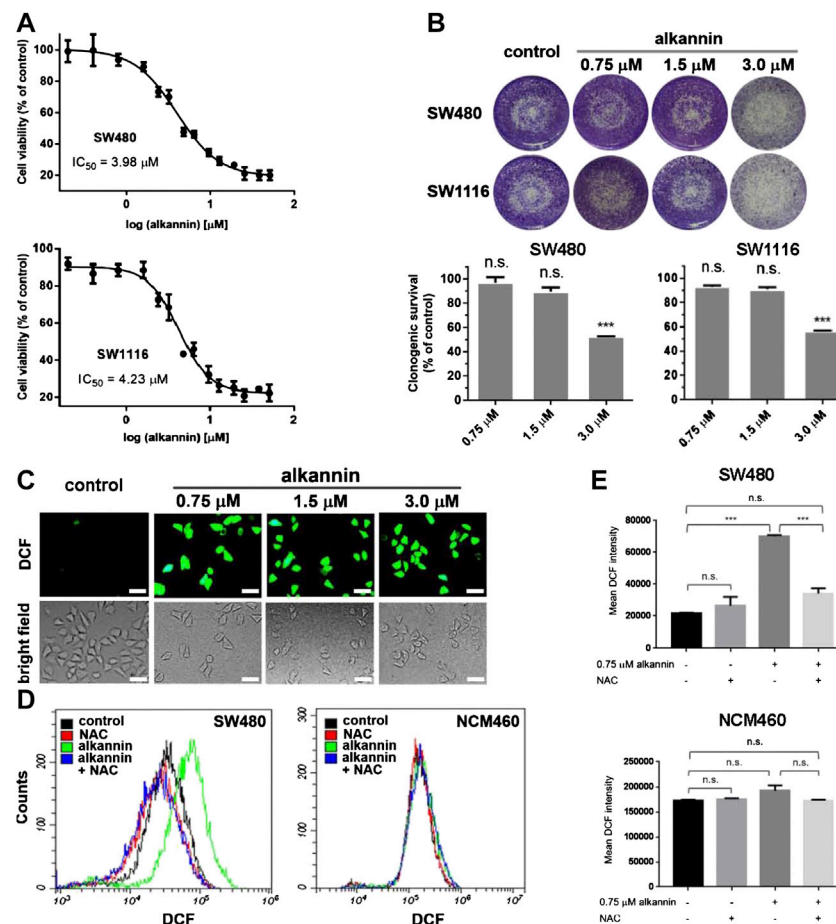 A
Cell viability (% of control)
100
80
60
40
20
SW480
IC50 = 3.98 μM
0
1
2
log (alkannin) [μM]
Cell viability (% of control)
100
80
60
40
20
SW1116
IC50 = 4.23 μM
0
1
2
log (alkannin) [μM]
B
control
alkannin
0.75 μM 1.5 μM 3.0 μM
SW480
SW1116
SW480
Clonogenic survival
(% of control)
100
80
60
40
20
0
n.s.
n.s.
***
0.75 μM
1.5 μM
3.0 μM
SW1116
100
80
60
40
20
0
n.s.
n.s.
***
0.75 μM
1.5 μM
3.0 μM
C
control
alkannin
0.75 μM 1.5 μM 3.0 μM
DCF
bright field
D
Counts
200
100
0
control
NAC
alkannin
alkannin
+ NAC
SW480
103 104 105 106
DCF
300
200
100
0
control
NAC
alkannin
alkannin
+ NAC
NCM460
104 105 106 107
DCF
E
SW480
Mean DCF intensity
80000
60000
40000
20000
0
n.s.
***
***
n.s.
0.75 μM alkannin - - + +
NAC - + - +
NCM460
Mean DCF intensity
250000
200000
150000
100000
50000
0
n.s.
n.s.
n.s.
n.s.
0.75 μM alkannin - - + +
NAC - + - +